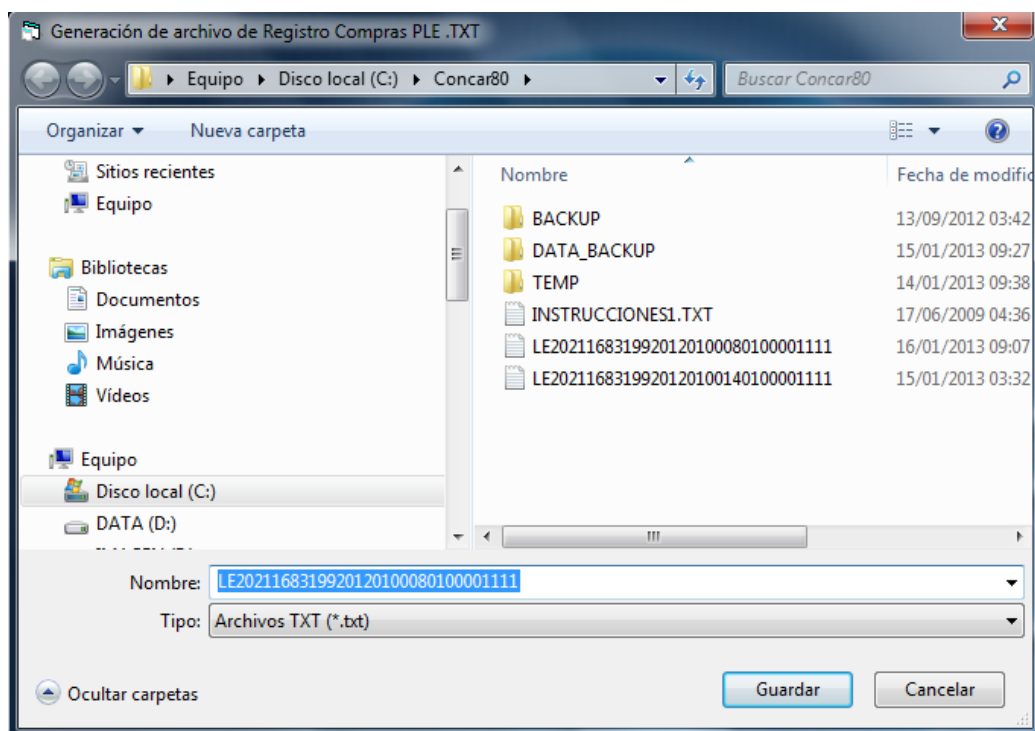 Generación de archivo de Registro Compras PLE .TXT
Equipo Disco local (C:) Concar80 Buscar Concar80
Organizar Nueva carpeta
Sitios recientes
Equipo
Bibliotecas
Documentos
Imágenes
Música
Vídeos
Equipo
Disco local (C:)
DATA (D:)
Nombre Fecha de modific
BACKUP 13/09/2012 03:42
DATA_BACKUP 15/01/2013 09:27
TEMP 14/01/2013 09:38
INSTRUCCIONES1.TXT 17/06/2009 04:36
LE2021168319920120100080100001111 16/01/2013 09:07
LE2021168319920120100140100001111 15/01/2013 03:32
Nombre: LE2021168319920120100080100001111
Tipo: Archivos TXT (*.txt)
Ocultar carpetas Guardar Cancelar